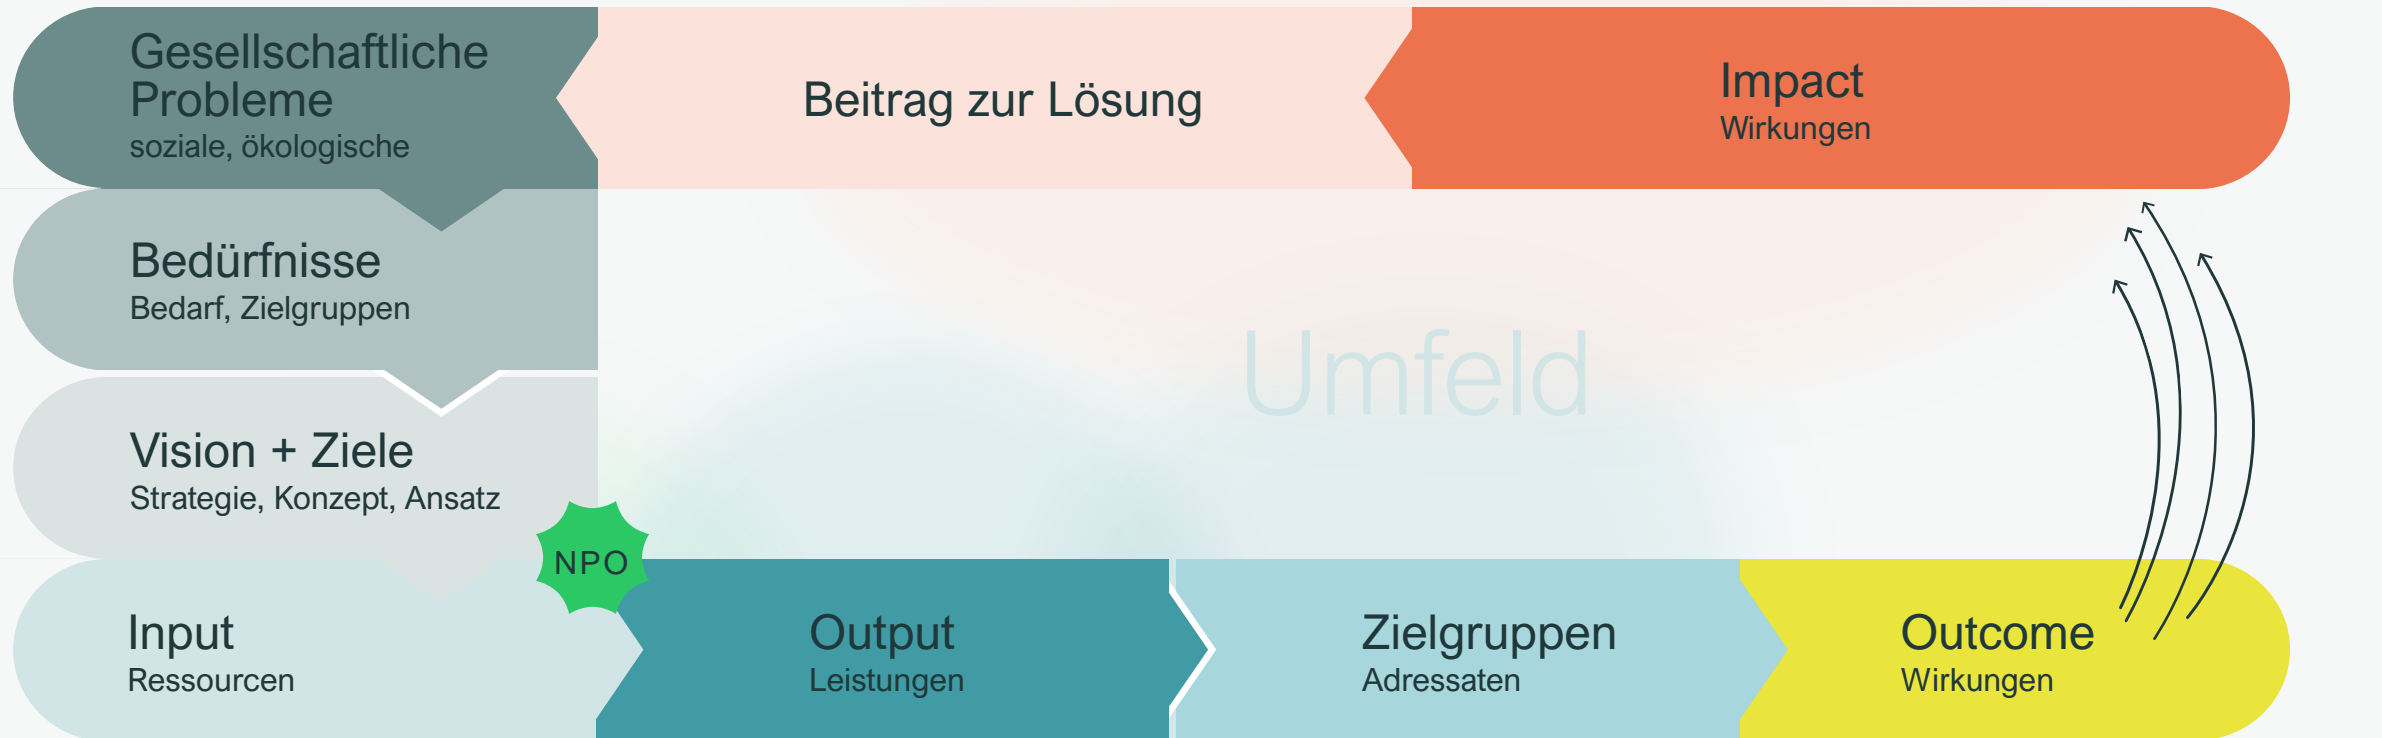 Gesellschaftliche
Probleme
soziale, ökologische
Beitrag zur Lösung
Impact
Wirkungen
Bedürfnisse
Bedarf, Zielgruppen
Umfeld
Vision + Ziele
Strategie, Konzept, Ansatz
NPO
Input
Ressourcen
Output
Leistungen
Zielgruppen
Adressaten
Outcome
Wirkungen